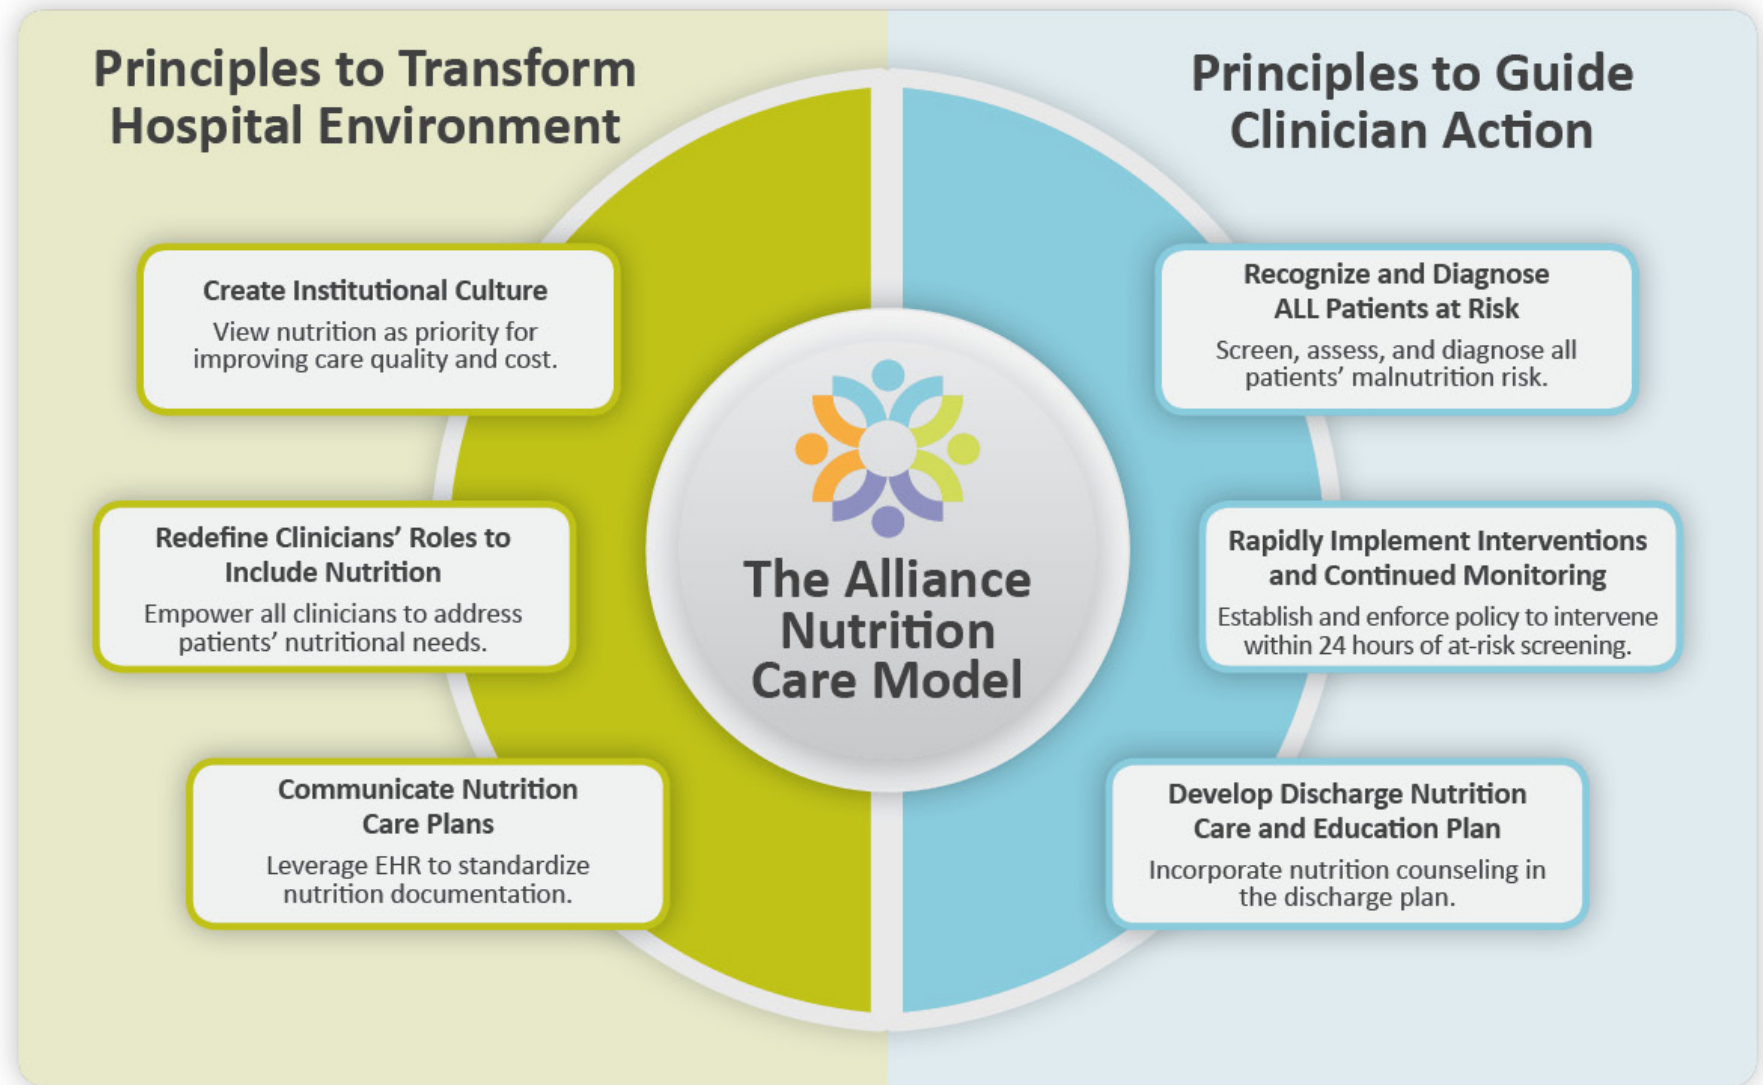 Principles to Transform
Hospital Environment
Create Institutional Culture
View nutrition as priority for
improving care quality and cost.
Redefine Clinicians’ Roles to
Include Nutrition
Empower all clinicians to address
patients’ nutritional needs.
Communicate Nutrition
Care Plans
Leverage EHR to standardize
nutrition documentation.
The Alliance
Nutrition
Care Model
Principles to Guide
Clinician Action
Recognize and Diagnose
ALL Patients at Risk
Screen, assess, and diagnose all
patients’ malnutrition risk.
Rapidly Implement Interventions
and Continued Monitoring
Establish and enforce policy to intervene
within 24 hours of at-risk screening.
Develop Discharge Nutrition
Care and Education Plan
Incorporate nutrition counseling in
the discharge plan.